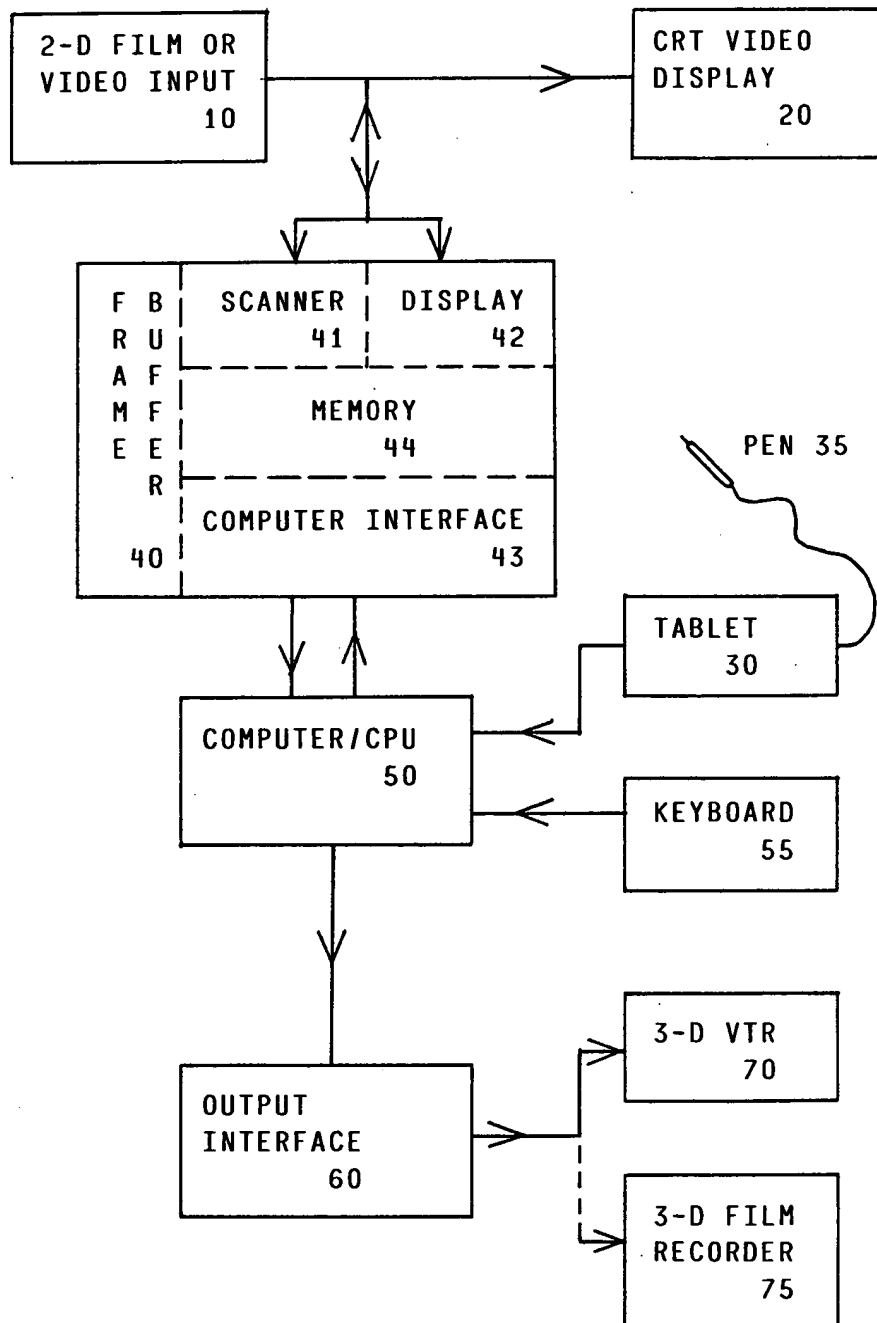 2-D FILM OR
VIDEO INPUT
10
CRT VIDEO
DISPLAY
20
FRAME
BUFFER
40
SCANNER
41
DISPLAY
42
MEMORY
44
COMPUTER INTERFACE
43
PEN 35
TABLET
30
COMPUTER/CPU
50
KEYBOARD
55
OUTPUT
INTERFACE
60
3-D VTR
70
3-D FILM
RECORDER
75